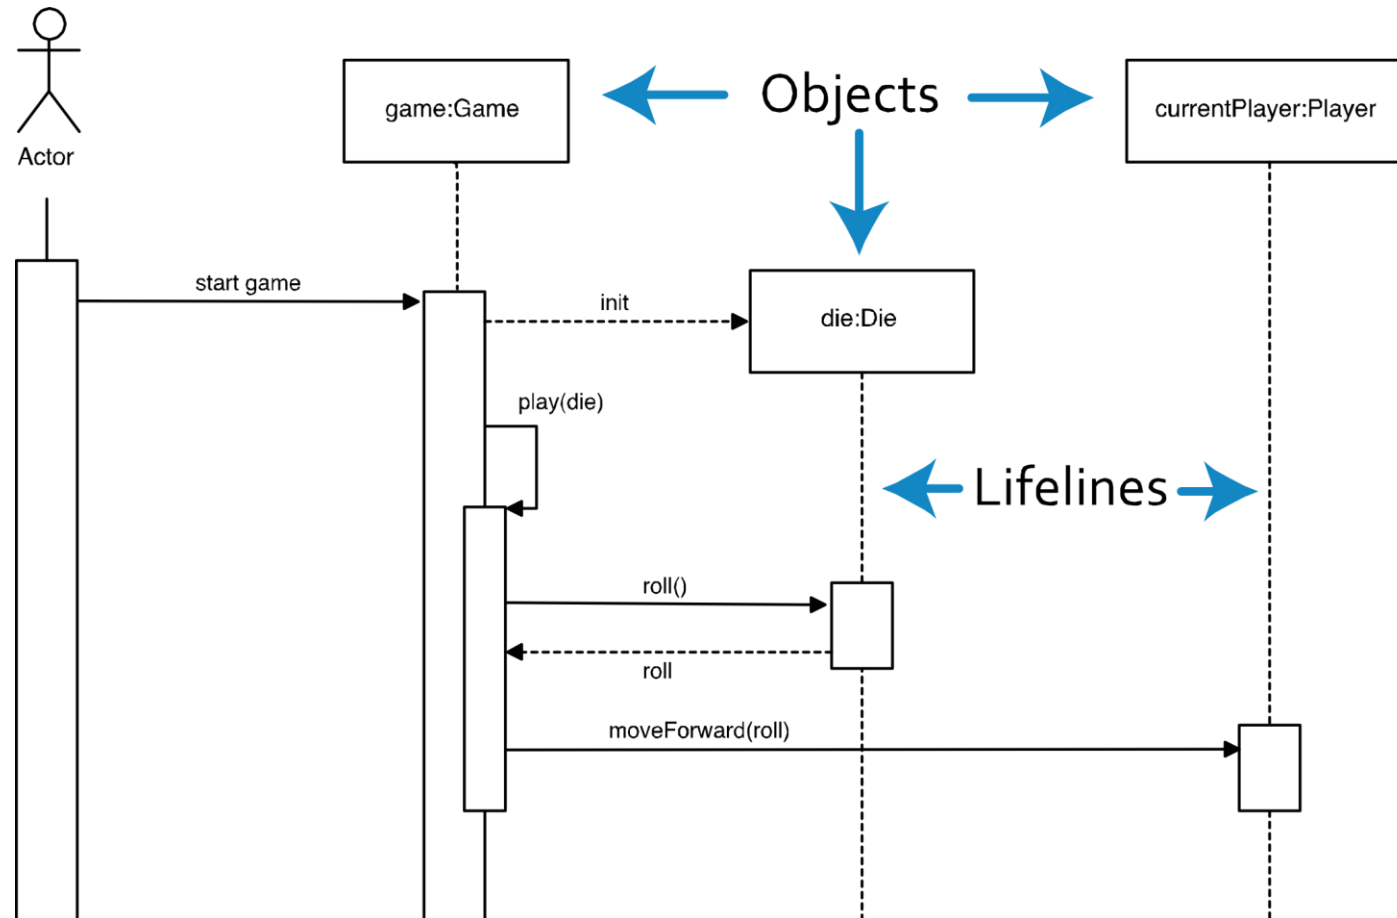 Actor
game:Game
Objects
currentPlayer:Player
start game
init
die:Die
play(die)
Lifelines
roll()
roll
moveForward(roll)